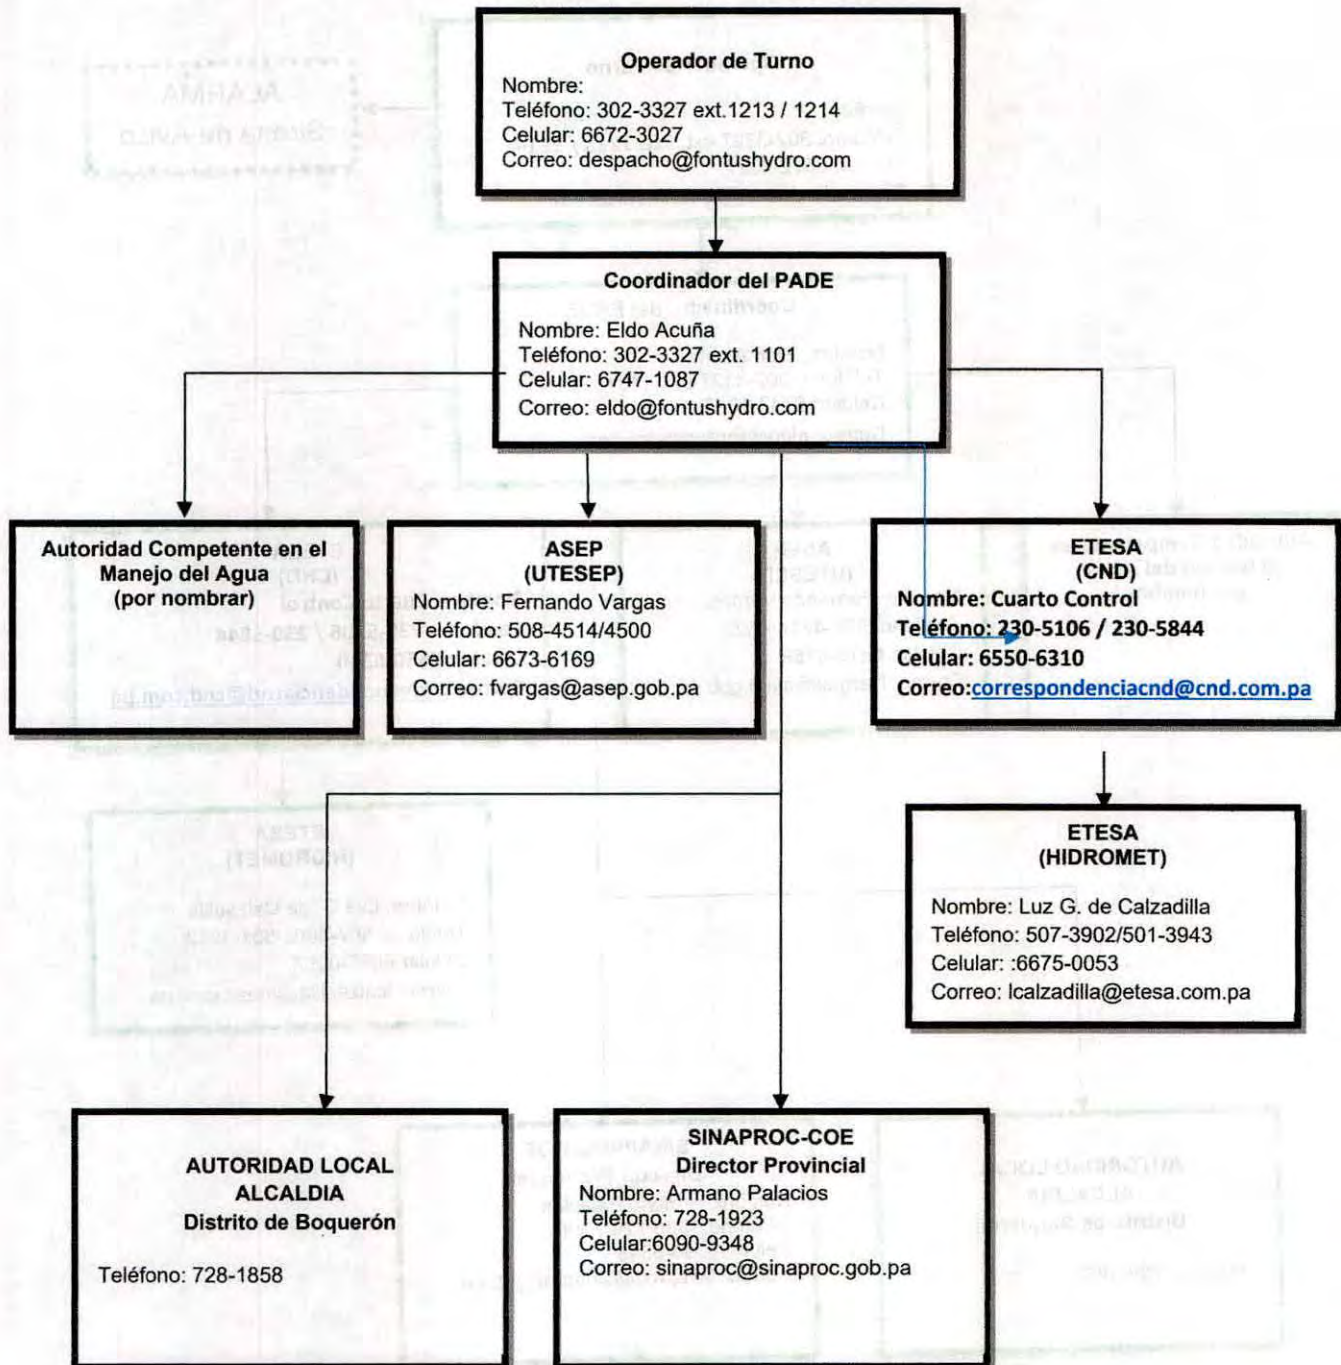 Operador de Turno
Nombre:
Teléfono: 302-3327 ext.1213 / 1214
Celular: 6672-3027
Correo: despacho@fontushydro.com
Coordinador del PADE
Nombre: Eldo Acuña
Teléfono: 302-3327 ext. 1101
Celular: 6747-1087
Correo: eldo@fontushydro.com
Autoridad Competente en el
Manejo del Agua
(por nombrar)
ASEP
(UTESEP)
Nombre: Fernando Vargas
Teléfono: 508-4514/4500
Celular: 6673-6169
Correo: fvargas@asep.gob.pa
ETESA
(CND)
Nombre: Cuarto Control
Teléfono: 230-5106 / 230-5844
Celular: 6550-6310
Correo:correspondenciacnd@cnd.com.pa
ETESA
(HIDROMET)
Nombre: Luz G. de Calzadilla
Teléfono: 507-3902/501-3943
Celular: :6675-0053
Correo: lcalzadilla@etesa.com.pa
AUTORIDAD LOCAL
ALCALDIA
Distrito de Boquerón
Teléfono: 728-1858
SINAPROC-COE
Director Provincial
Nombre: Armano Palacios
Teléfono: 728-1923
Celular:6090-9348
Correo: sinaproc@sinaproc.gob.pa